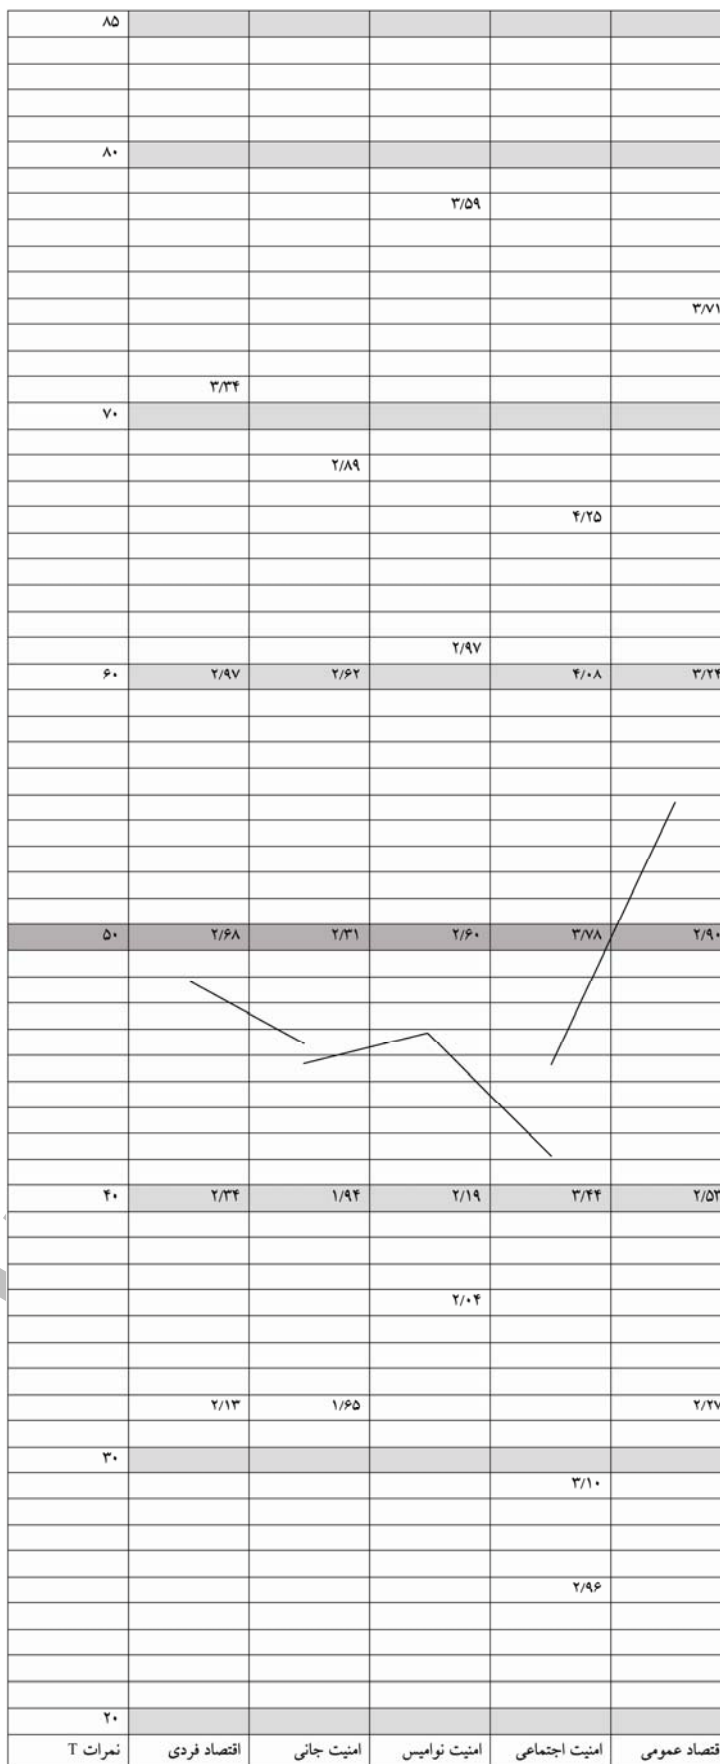 ۸۵
۸۰
۳/۵۹
۳/۷۱
۳/۳۴
۷۰
۲/۸۹
۴/۲۵
۲/۹۷
۳/۲۴ ۴/۰۸ ۲/۶۲ ۲/۹۷ ۶۰
۲/۹۰ ۳/۷۸ ۲/۶۰ ۲/۳۱ ۲/۶۸ ۵۰
۲/۵۳ ۳/۴۴ ۲/۱۹ ۱/۹۴ ۲/۳۴ ۴۰
۲/۰۴
۲/۲۷ ۱/۶۵ ۲/۱۳
۳۰
۳/۱۰
۲/۹۶
۲۰
قتصاد عمومی امنیت اجتماعی امنیت نوامیس امنیت جانی اقتصاد فردی نمرات T